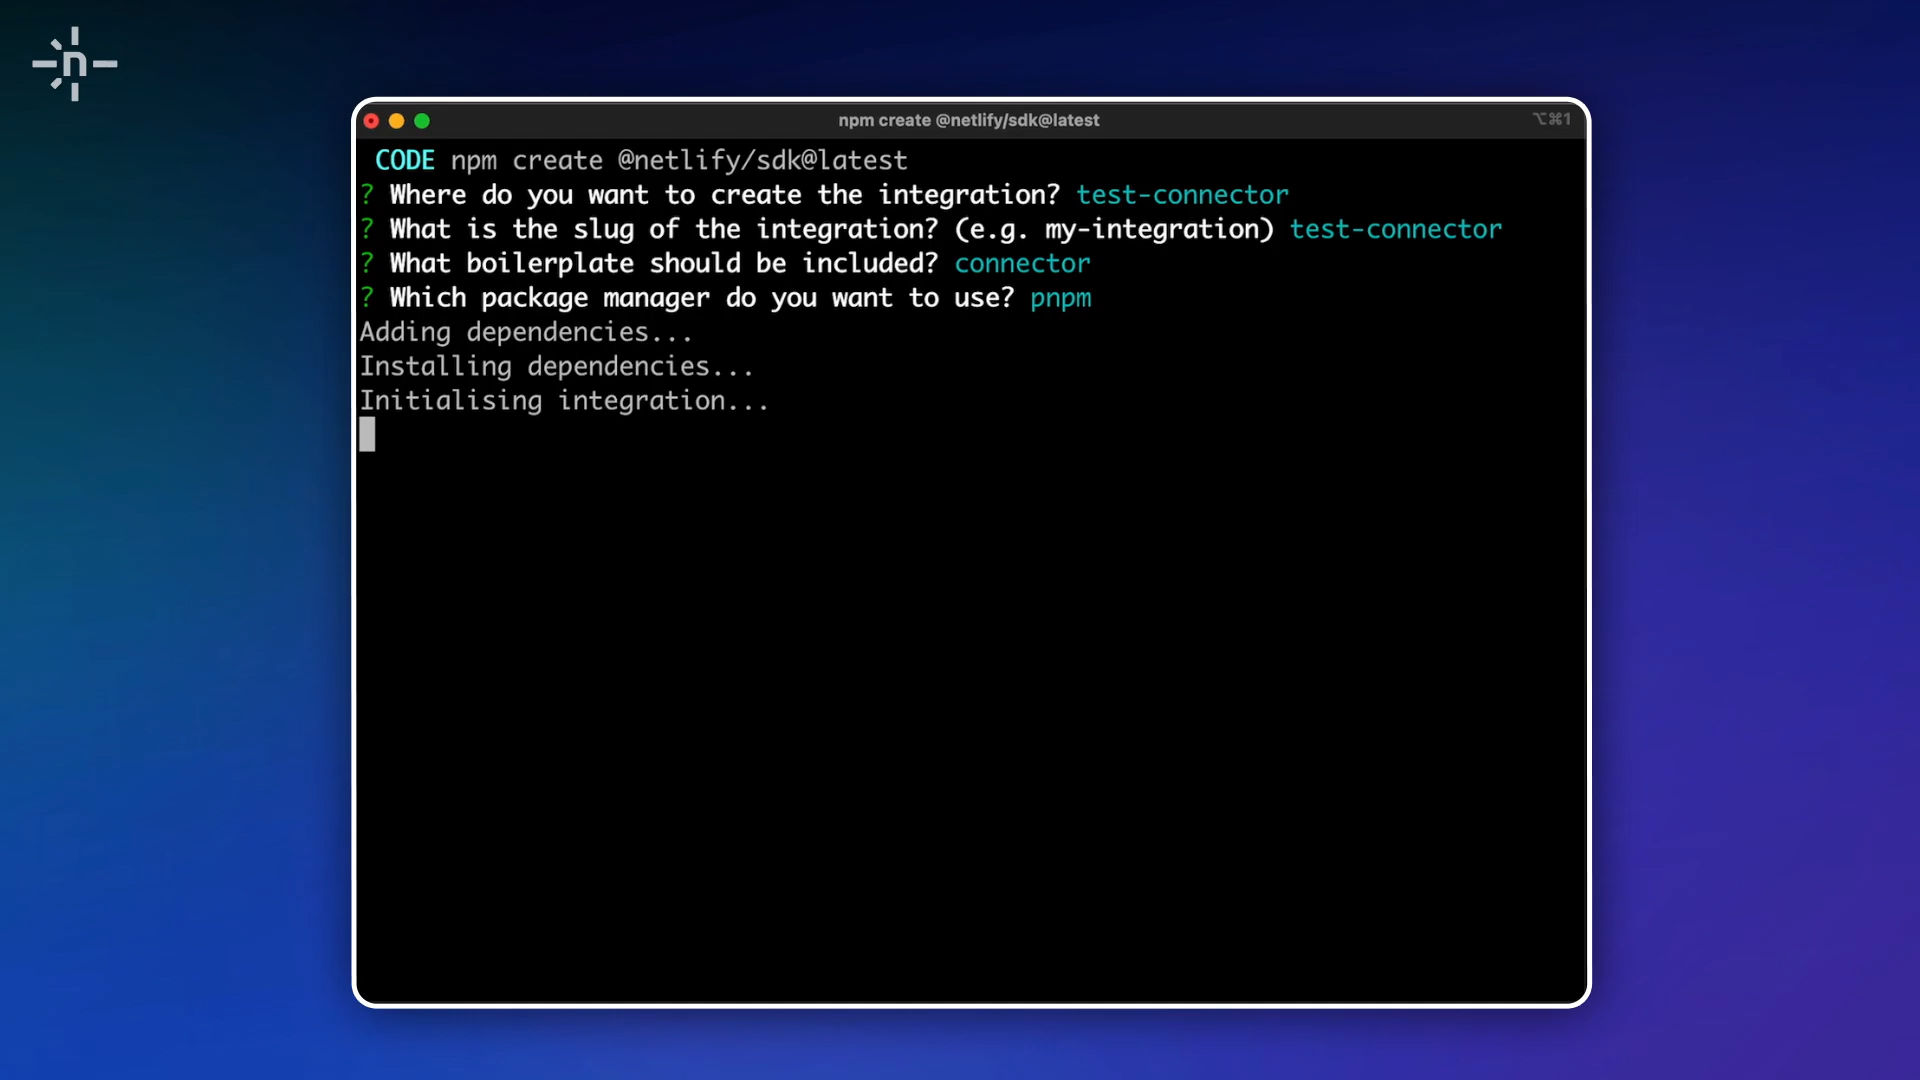 n
npm create @netlify/sdk@latest
⌥⌘1
CODE npm create @netlify/sdk@latest
? Where do you want to create the integration? test-connector
? What is the slug of the integration? (e.g. my-integration) test-connector
? What boilerplate should be included? connector
? Which package manager do you want to use? pnpm
Adding dependencies...
Installing dependencies...
Initialising integration...